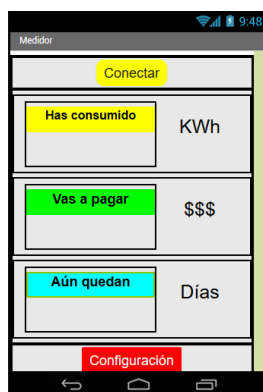 9:48
Medidor
Conectar
Has consumido
KWh
Vas a pagar
$$$
Aún quedan
Días
Configuración